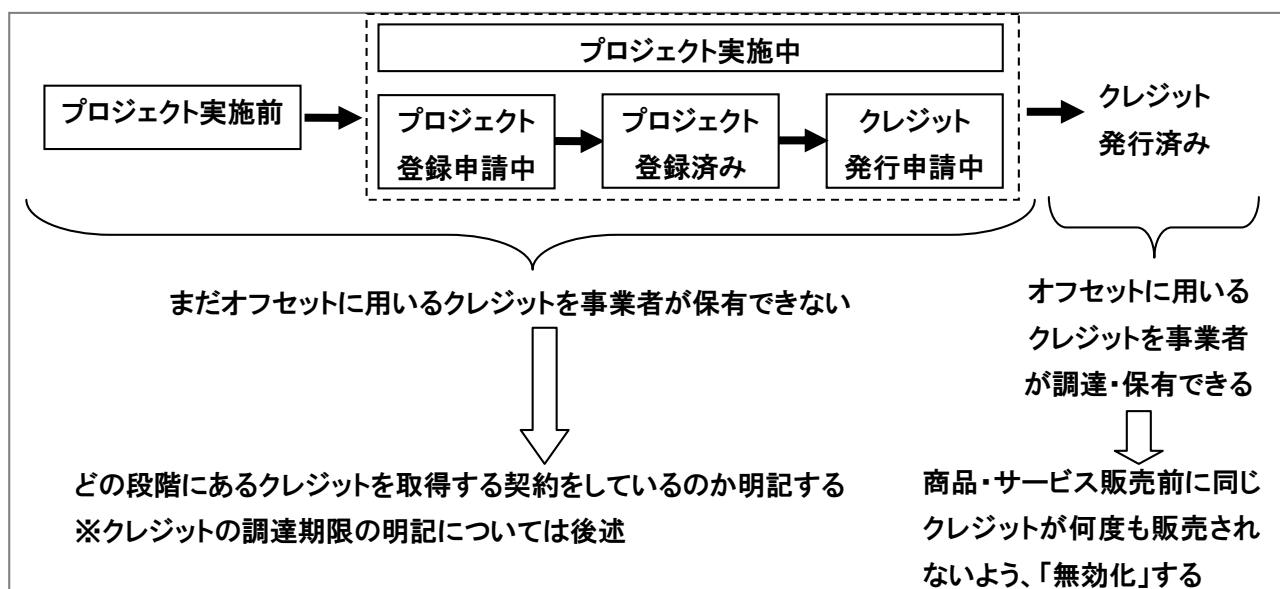 プロジェクト実施中
プロジェクト実施前
プロジェクト
登録申請中
プロジェクト
登録済み
クレジット
発行申請中
クレジット
発行済み
まだオフセットに用いるクレジットを事業者が保有できない
オフセットに用いる
クレジットを事業者
が調達・保有できる
どの段階にあるクレジットを取得する契約をしているのか明記する
※クレジットの調達期限の明記については後述
商品・サービス販売前に同じ
クレジットが何度も販売され
ないよう、「無効化」する